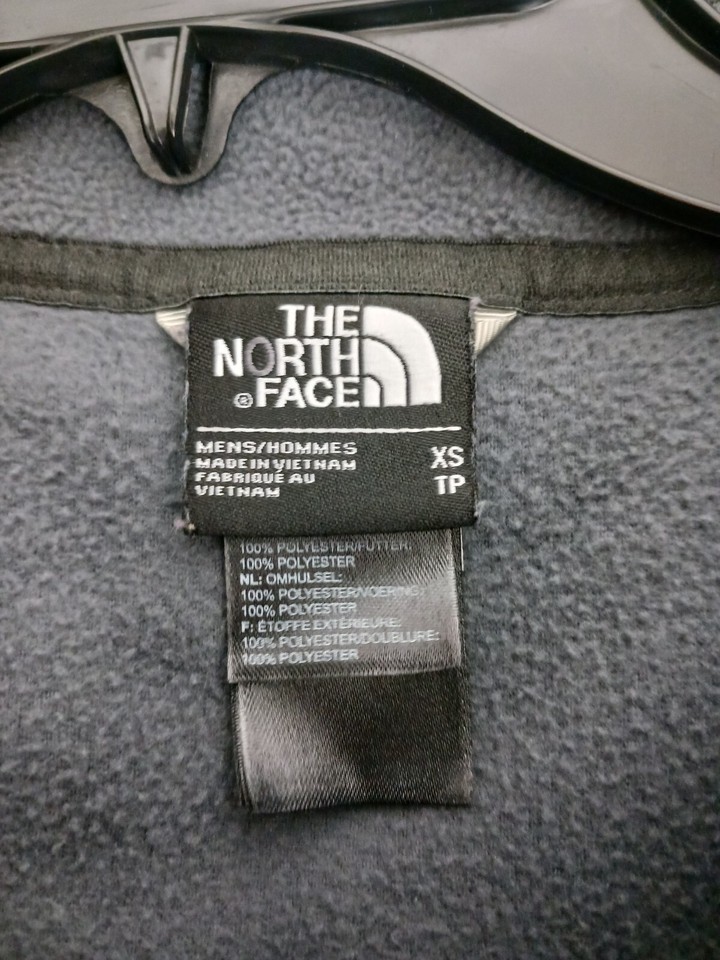 THE
NORTH
® FACE
MENS/HOMMES
MADE IN VIETNAM
FABRIQUÉ AU
VIETNAM
XS
TP
100% POLYESTER/FUTTER:
100% POLYESTER
NL: OMHULSEL:
100% POLYESTER/VOERING:
100% POLYESTER
F: ÉTOFFE EXTÉRIEURE:
100% POLYESTER/DOUBLURE:
100% POLYESTER